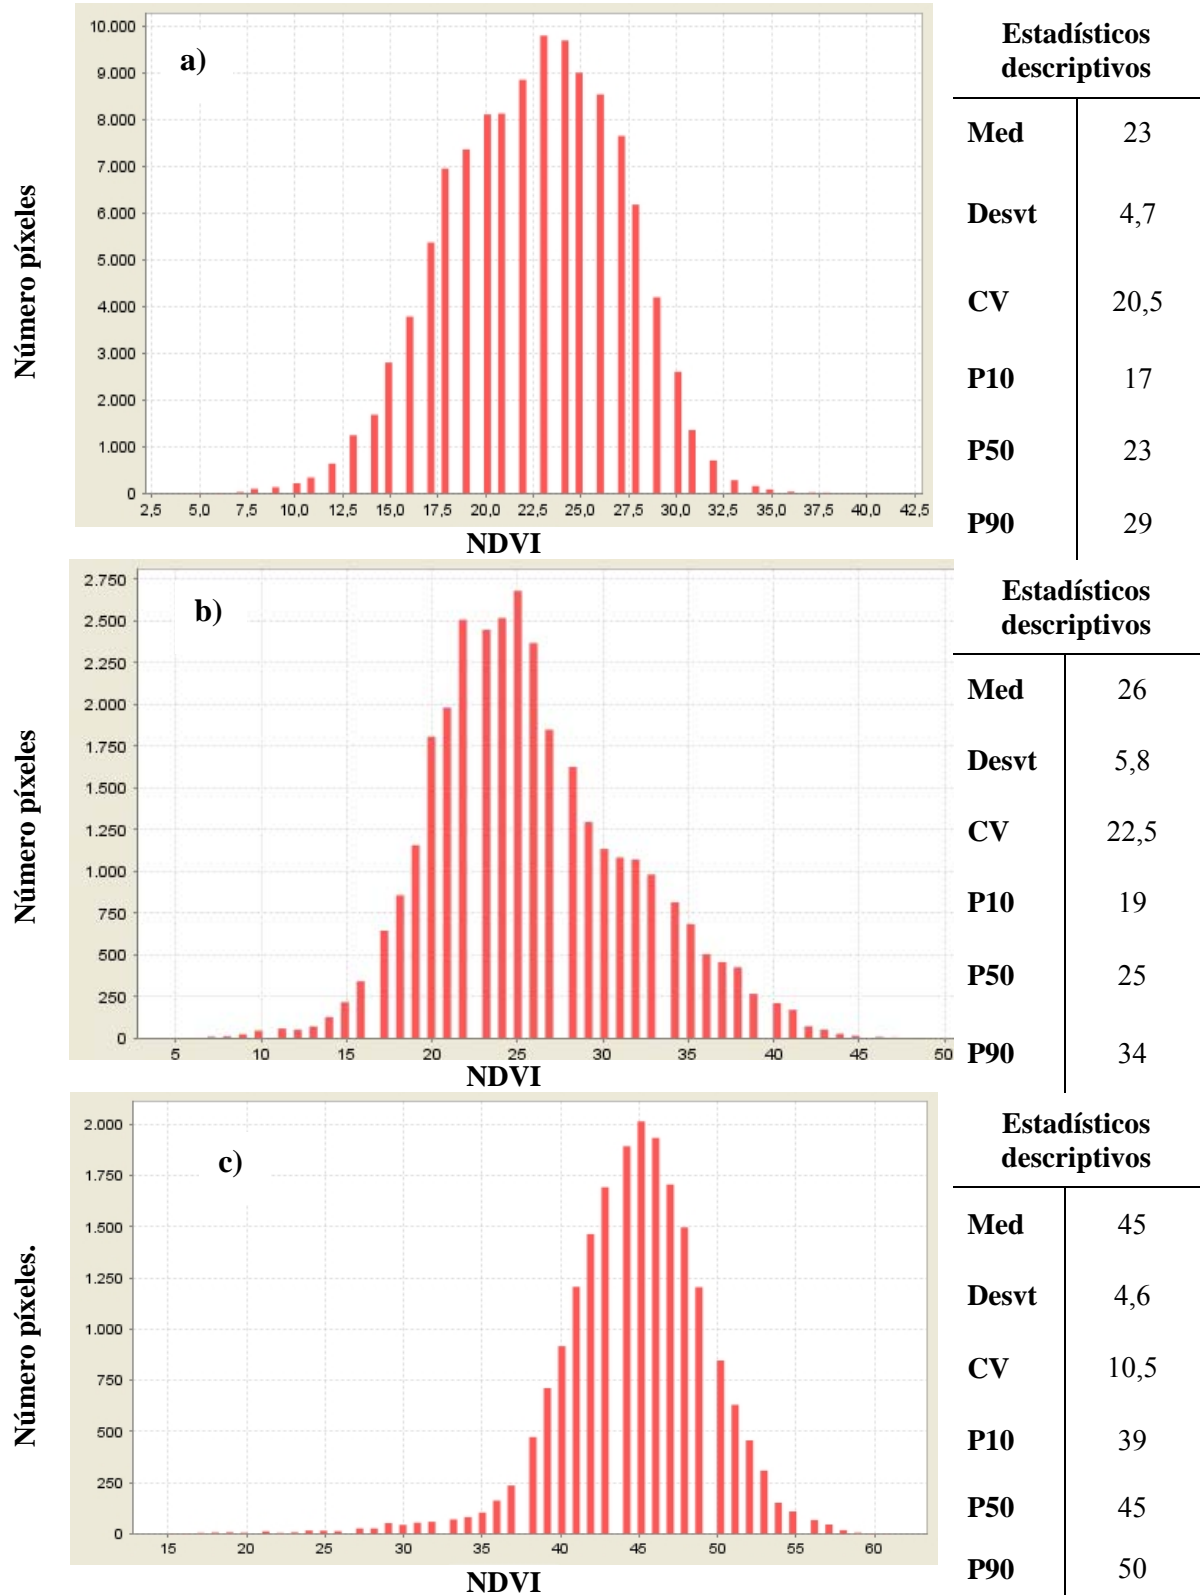 a)
Número píxeles
10.000
9.000
8.000
7.000
6.000
5.000
4.000
3.000
2.000
1.000
0
2,5 5,0 7,5 10,0 12,5 15,0 17,5 20,0 22,5 25,0 27,5 30,0 32,5 35,0 37,5 40,0 42,5
NDVI
Estadísticos
descriptivos
Med 23
Desvt 4,7
CV 20,5
P10 17
P50 23
P90 29
b)
Número píxeles
2.750
2.500
2.250
2.000
1.750
1.500
1.250
1.000
750
500
250
0
5 10 15 20 25 30 35 40 45 50
NDVI
Estadísticos
descriptivos
Med 26
Desvt 5,8
CV 22,5
P10 19
P50 25
P90 34
c)
Número píxeles.
2.000
1.750
1.500
1.250
1.000
750
500
250
0
15 20 25 30 35 40 45 50 55 60
NDVI
Estadísticos
descriptivos
Med 45
Desvt 4,6
CV 10,5
P10 39
P50 45
P90 50